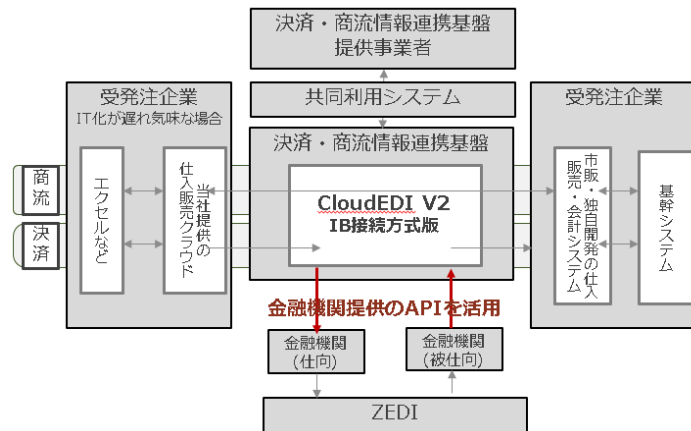 決済・商流情報連携基盤
提供事業者
共同利用システム
受発注企業
IT化が遅れ気味な場合
決済・商流情報連携基盤
受発注企業
商流
決済
エクセルなど
当社提供の
仕入販売クラウド
CloudEDI V2
IB接続方式版
市販・独自開発の仕入
販売・会計システム
基幹システム
金融機関提供のAPIを活用
金融機関
(仕向)
金融機関
(被仕向)
ZEDI